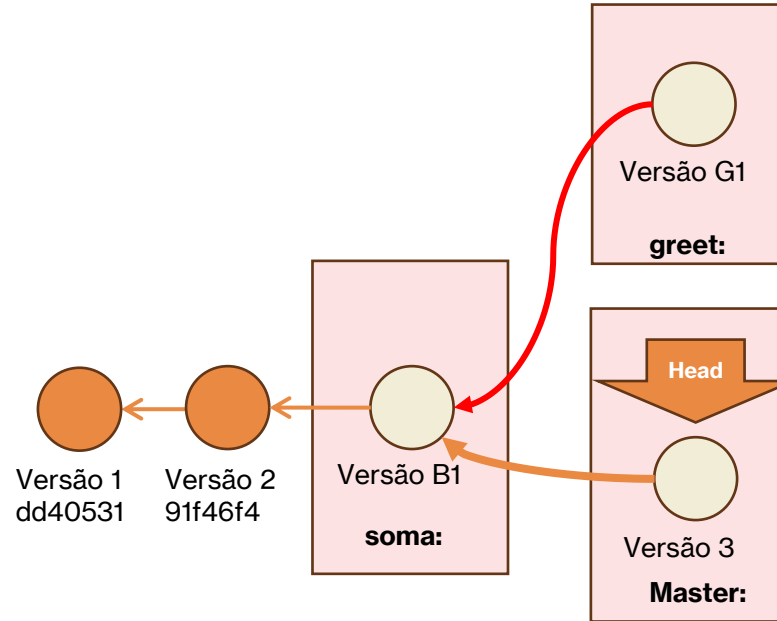 Versão G1
greet:
Head
Versão 1
dd40531
Versão 2
91f46f4
Versão B1
soma:
Versão 3
Master: